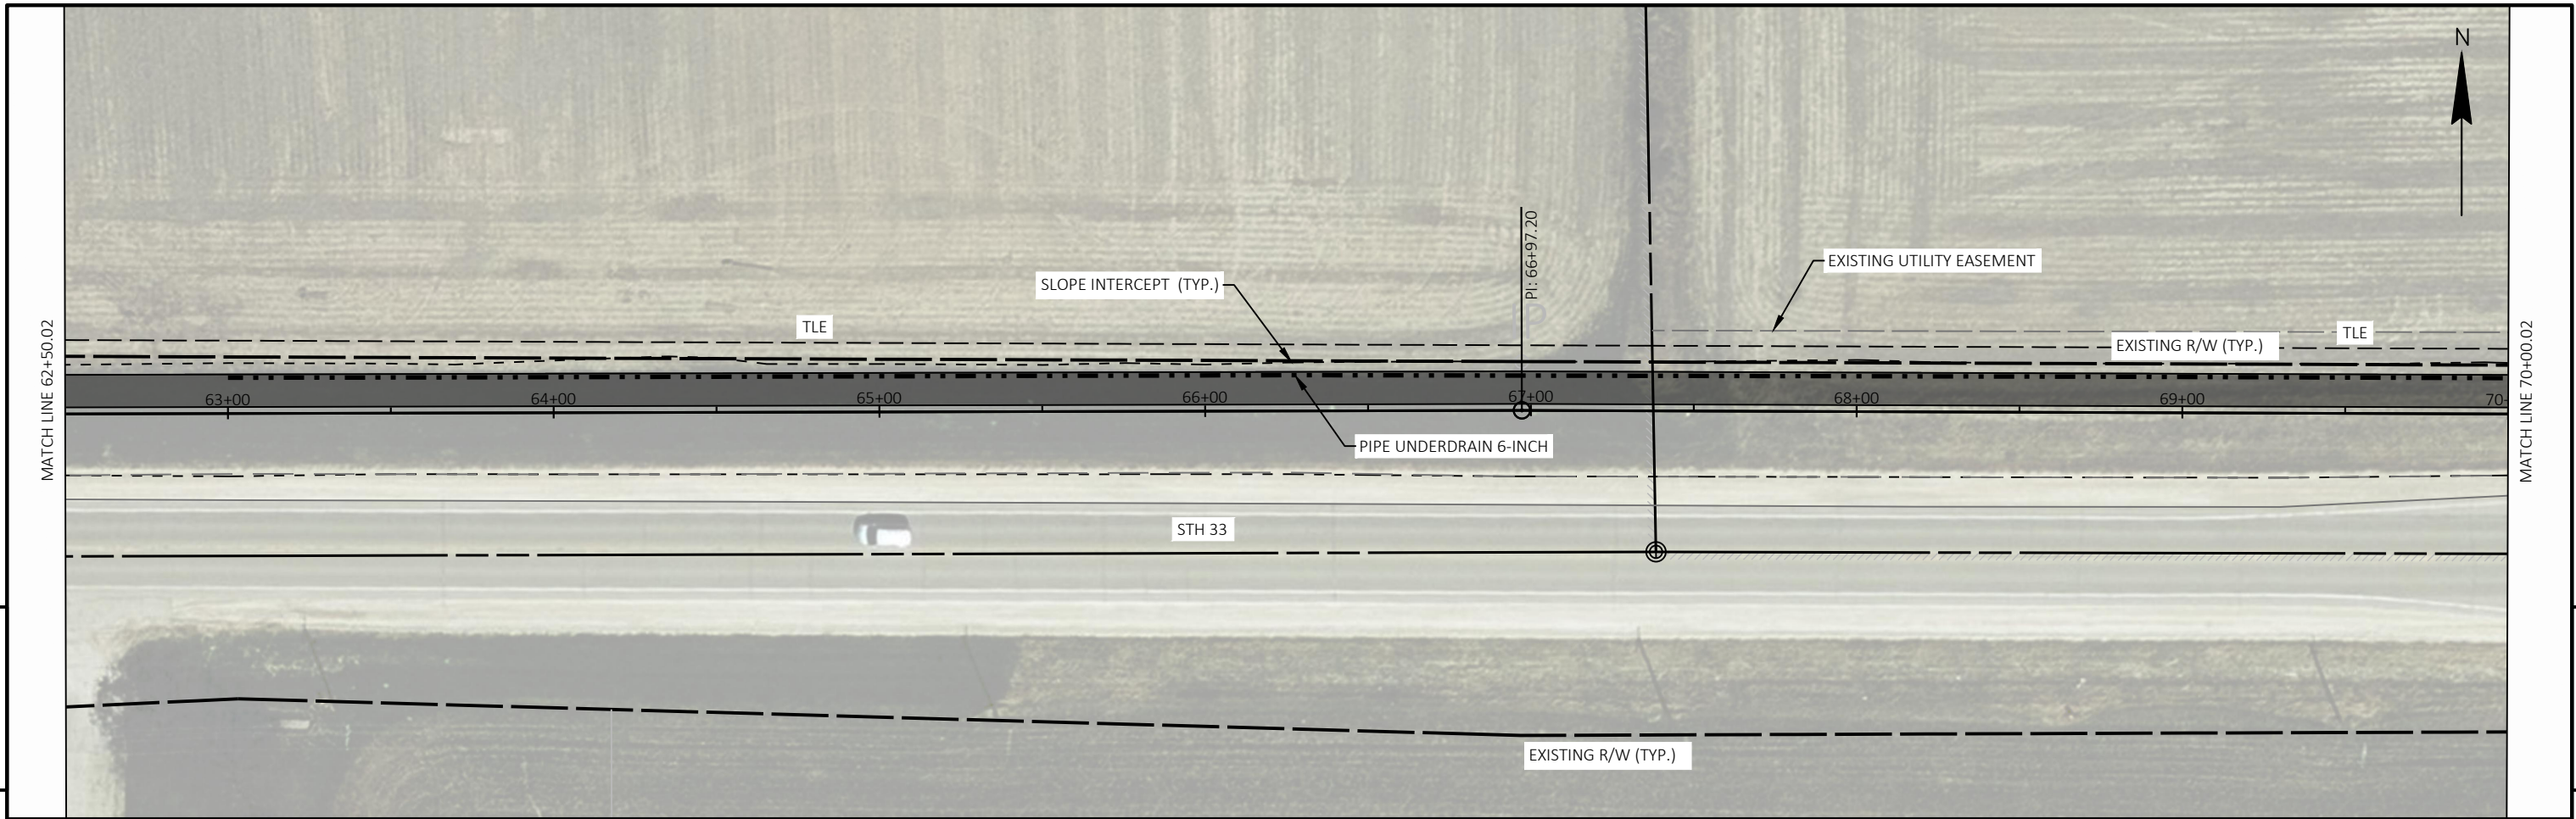 N
PI: 66+97.20
P
EXISTING UTILITY EASEMENT
SLOPE INTERCEPT (TYP.)
TLE
TLE
EXISTING R/W (TYP.)
MATCH LINE 62+50.02
MATCH LINE 70+00.02
63+00
64+00
65+00
66+00
67+00
68+00
69+00
70-
PIPE UNDERDRAIN 6-INCH
STH 33
EXISTING R/W (TYP.)